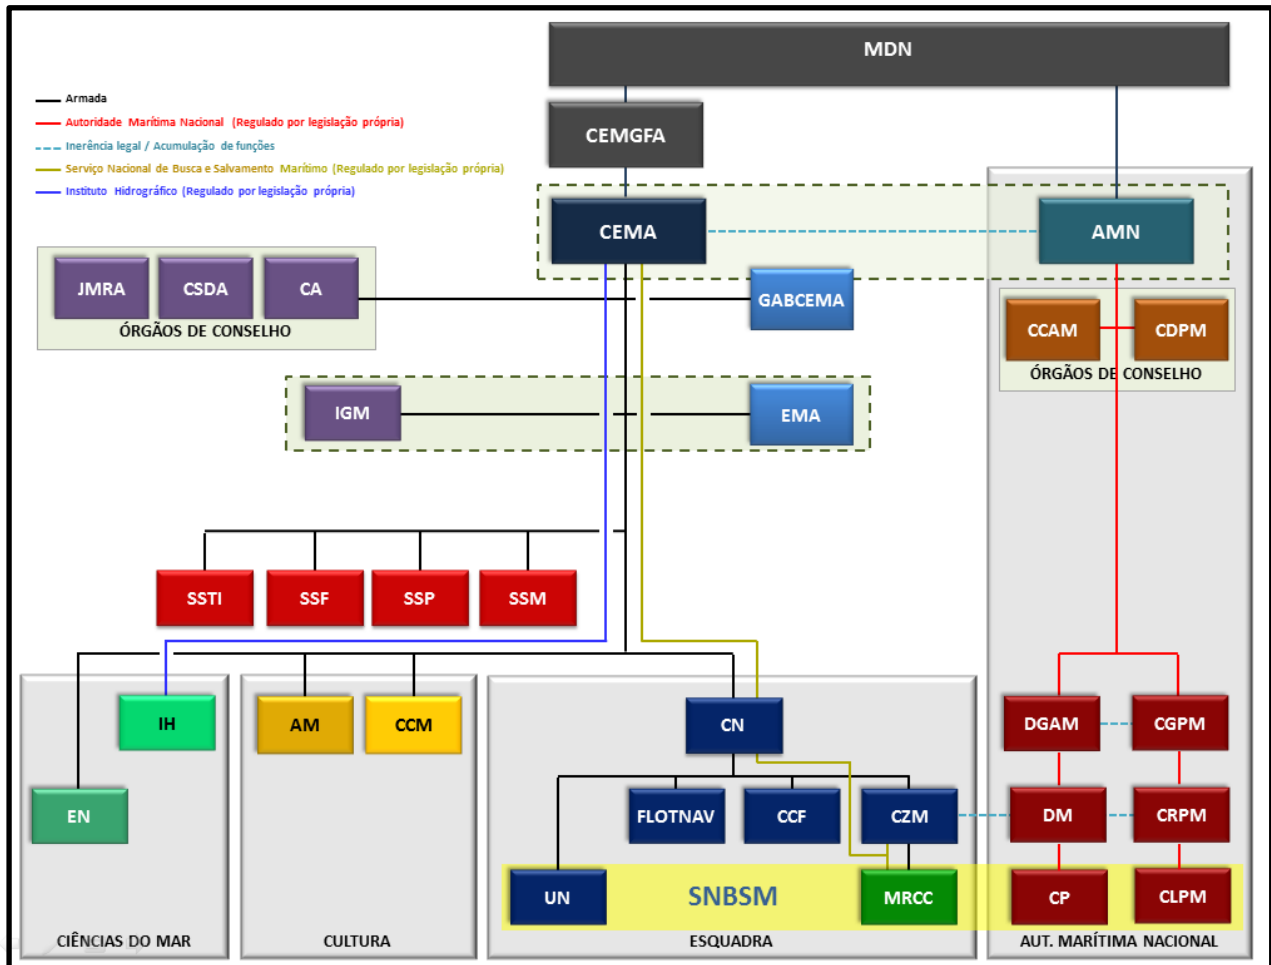 MDN
Armada
Autoridade Marítima Nacional (Regulado por legislação própria)
Inerência legal / Acumulação de funções
Serviço Nacional de Busca e Salvamento Marítimo (Regulado por legislação própria)
Instituto Hidrográfico (Regulado por legislação própria)
CEMGFA
CEMA
AMN
JMRA
CSDA
CA
ÓRGÃOS DE CONSELHO
GABCEMA
CCAM
CDPM
ÓRGÃOS DE CONSELHO
IGM
EMA
SSTI
SSF
SSP
SSM
IH
AM
CCM
CN
DGAM
CGPM
EN
FLOTNAV
CCF
CZM
DM
CRPM
UN
SNBSM
MRCC
CP
CLPM
CIÊNCIAS DO MAR
CULTURA
ESQUADRA
AUT. MARÍTIMA NACIONAL